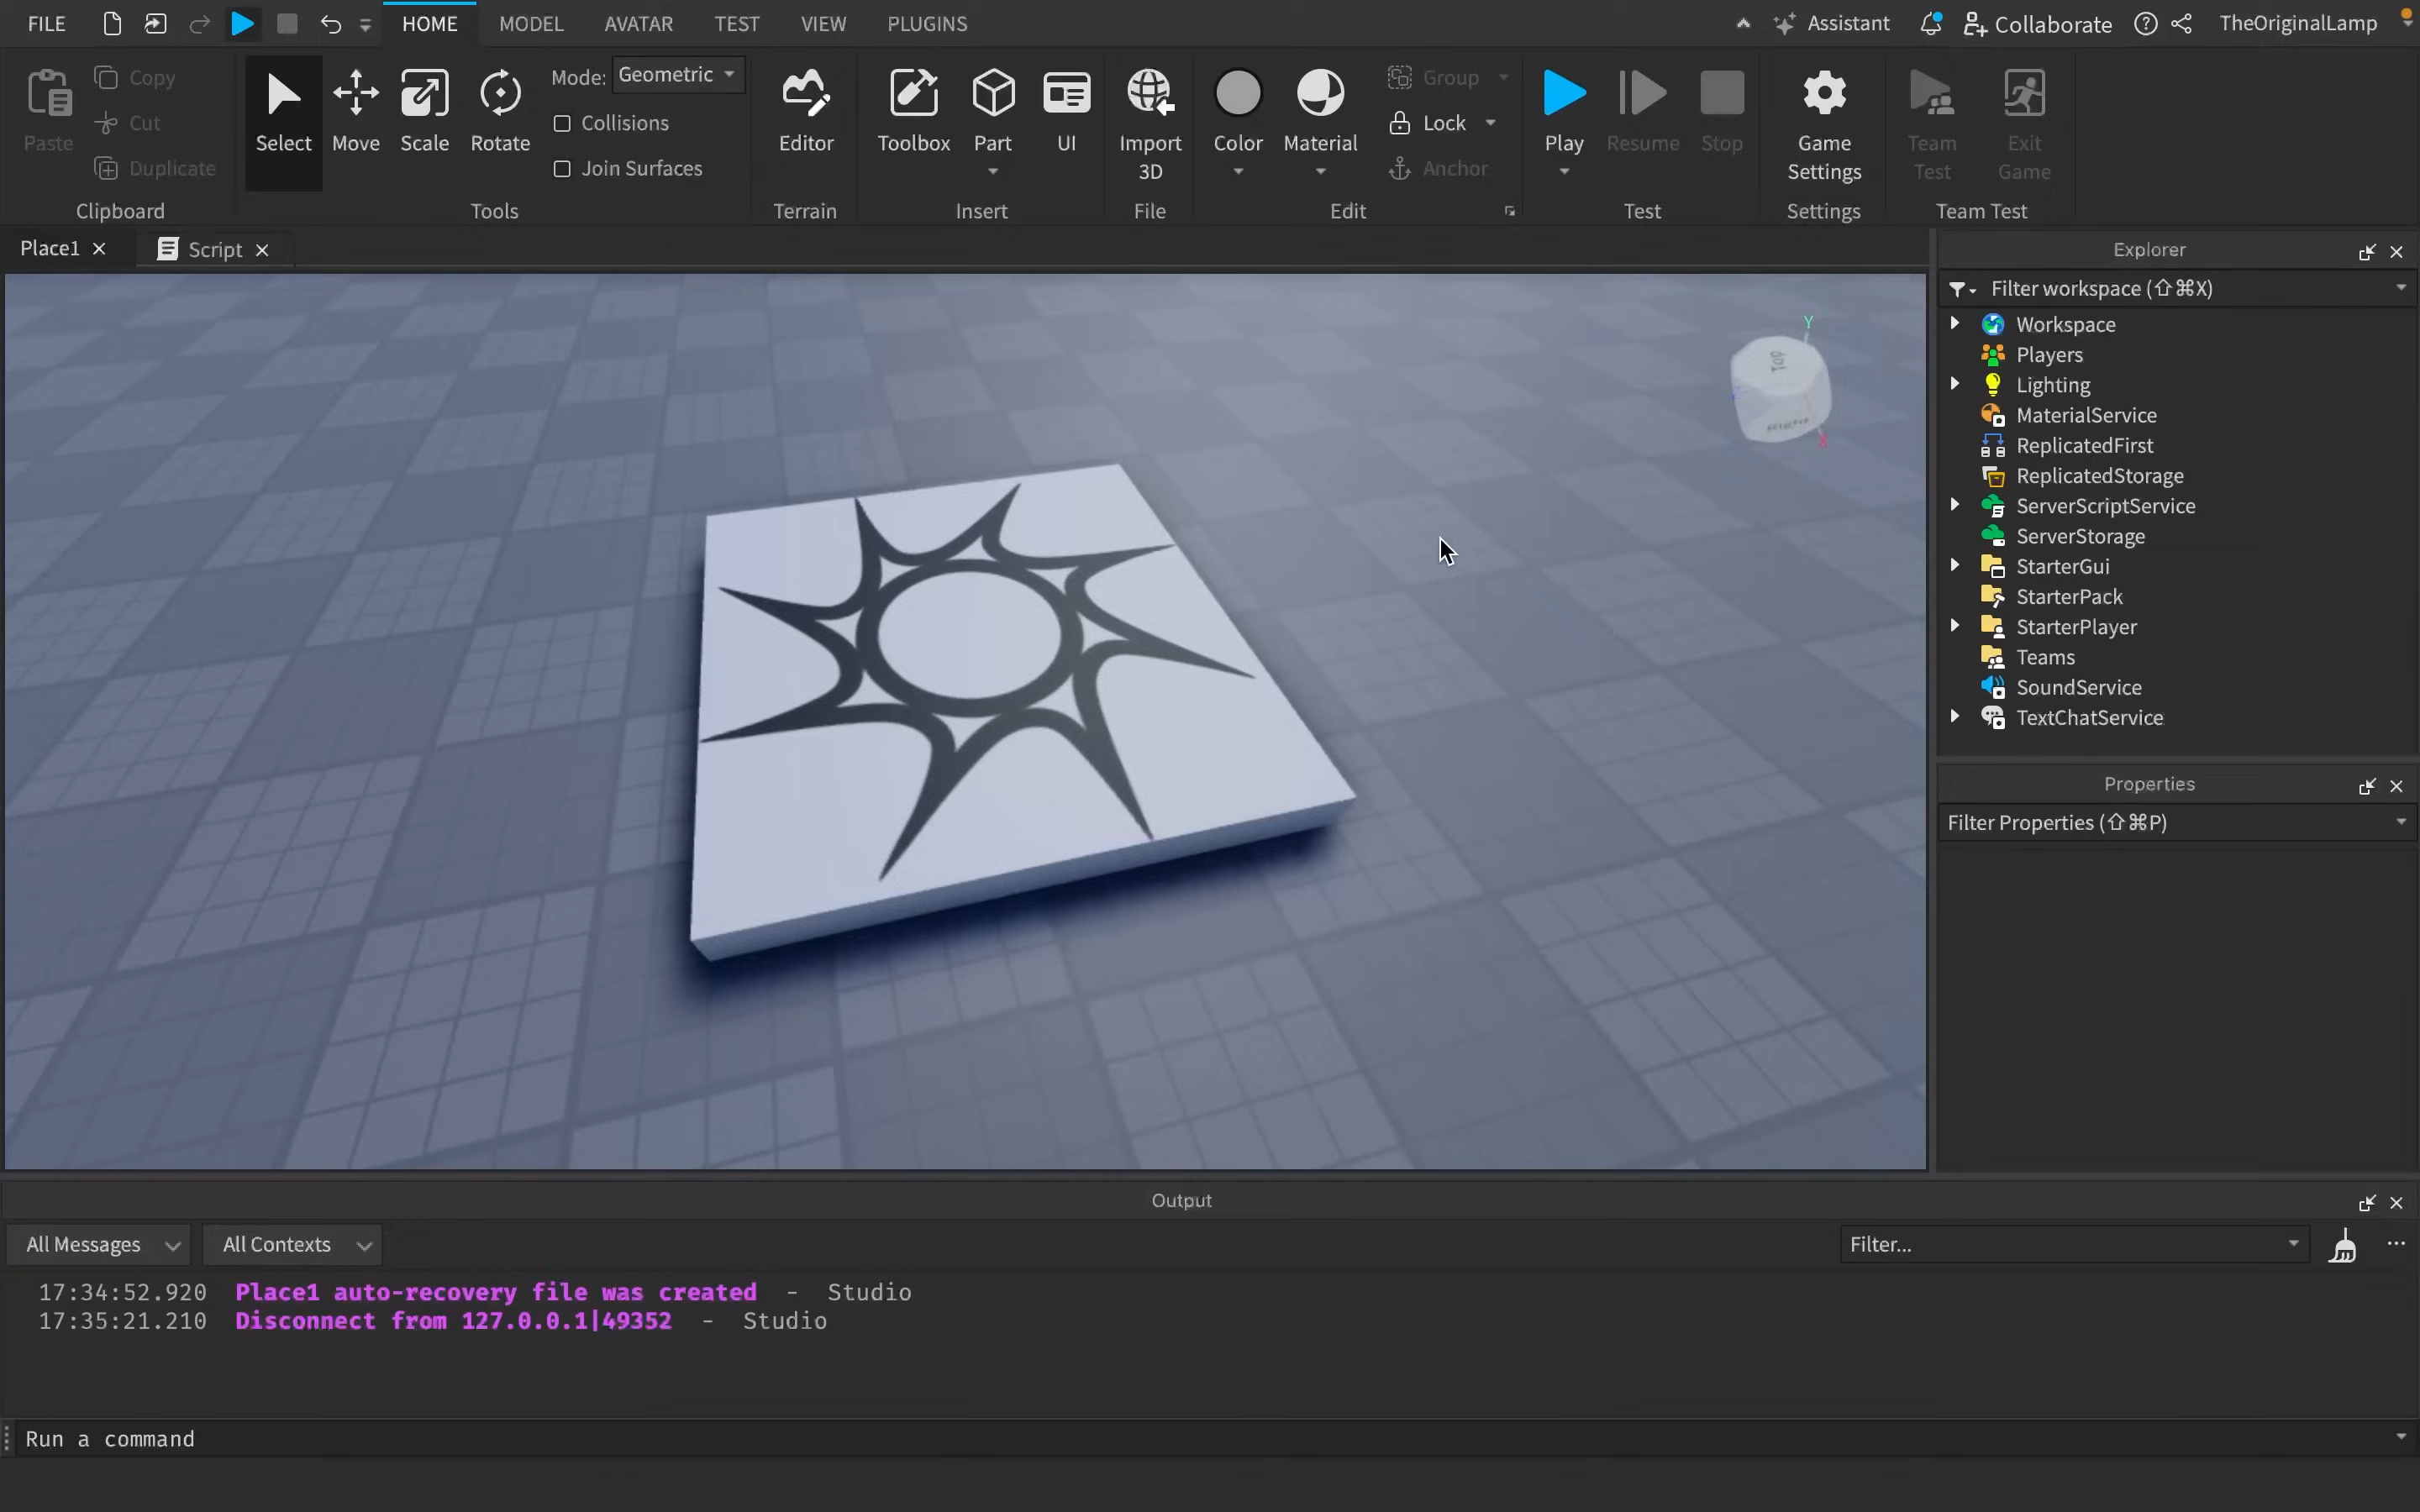 FILE HOME MODEL AVATAR TEST VIEW PLUGINS Assistant Collaborate TheOriginalLamp
Paste
Copy
Cut
Duplicate
Clipboard
Select Move Scale Rotate
Mode: Geometric
Collisions
Join Surfaces
Tools
Editor
Terrain
Toolbox Part UI
Insert
Import
3D
File
Color Material
Group
Lock
Anchor
Edit
Play Resume Stop
Test
Game
Settings
Settings
Team
Test
Exit
Game
Team Test
Place1 Script
Top
Right
Y
X
Explorer
Filter workspace (⇧⌘X)
Workspace
Players
Lighting
MaterialService
ReplicatedFirst
ReplicatedStorage
ServerScriptService
ServerStorage
StarterGui
StarterPack
StarterPlayer
Teams
SoundService
TextChatService
Properties
Filter Properties (⇧⌘P)
Output
All Messages All Contexts Filter...
17:34:52.920 Place1 auto-recovery file was created - Studio
17:35:21.210 Disconnect from 127.0.0.1|49352 - Studio
Run a command